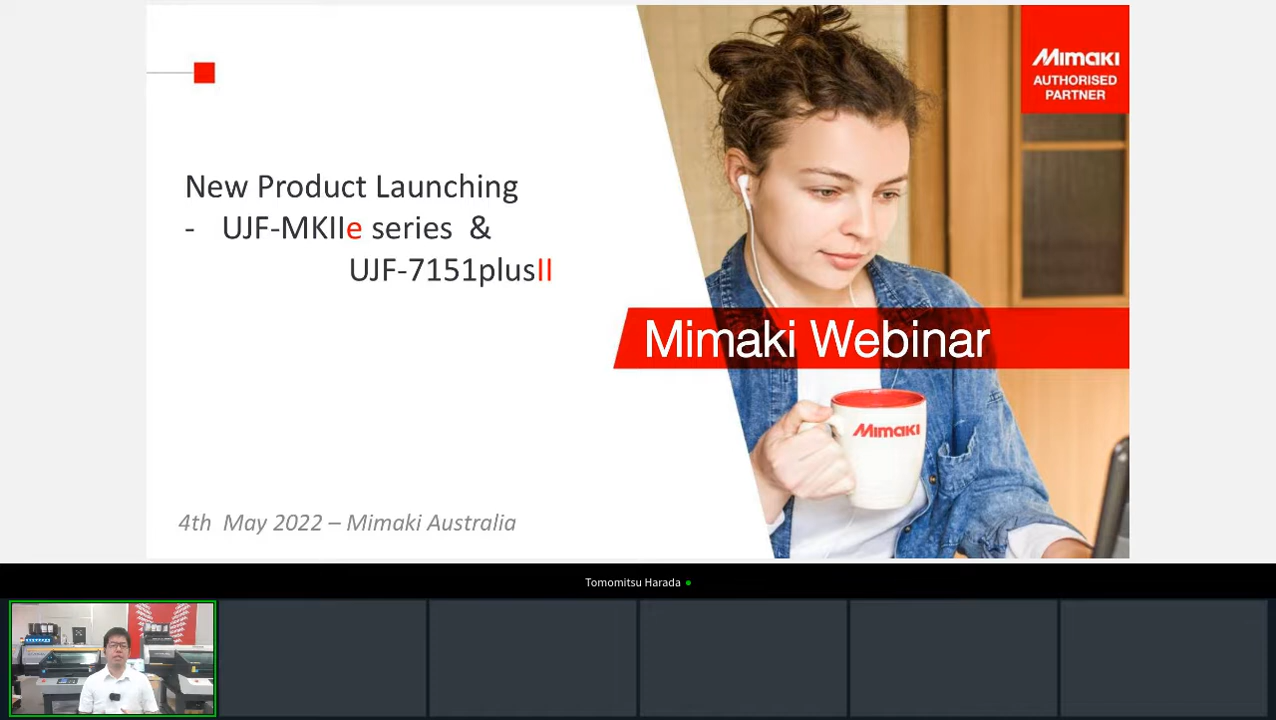 Mimaki
AUTHORISED
PARTNER
New Product Launching
- UJF-MKIIe series &
UJF-7151plusII
Mimaki Webinar
Mimaki
4th May 2022 – Mimaki Australia
Tomomitsu Harada